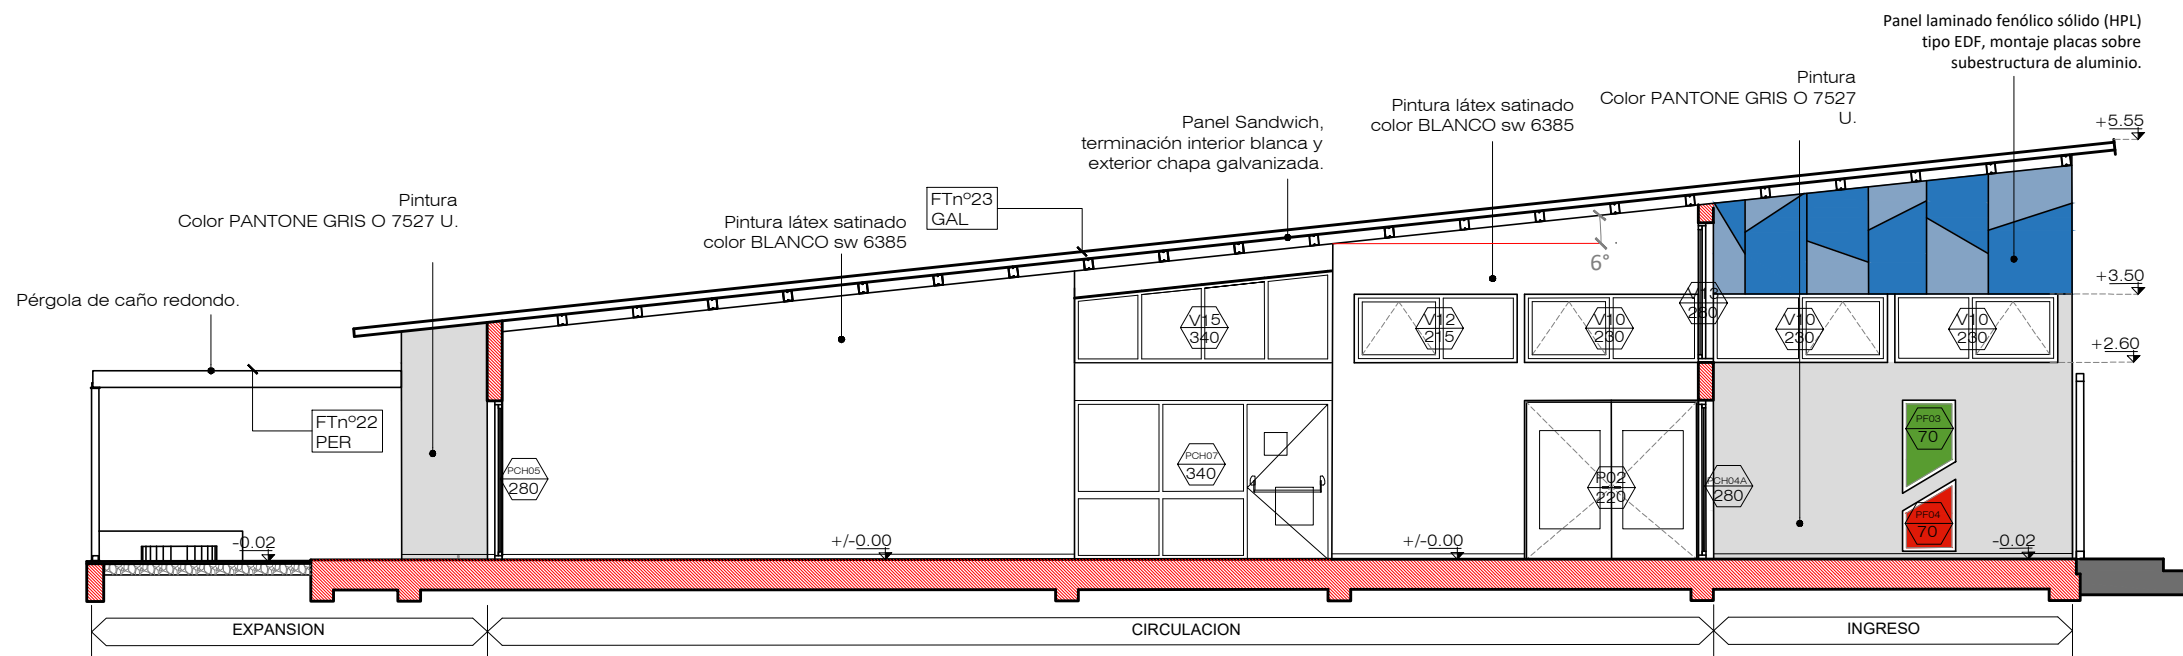 Panel laminado fenólico sólido (HPL)
tipo EDF, montaje placas sobre
subestructura de aluminio.
Pintura
Color PANTONE GRIS O 7527
U.
Pintura látex satinado
color BLANCO sw 6385
Panel Sandwich,
terminación interior blanca y
exterior chapa galvanizada.
+5.55
FTnº23
GAL
Pintura
Color PANTONE GRIS O 7527 U.
Pintura látex satinado
color BLANCO sw 6385
6°
Pérgola de caño redondo.
+3.50
V15
340
V12
215
V10
230
V13
280
V10
230
V10
230
+2.60
FTnº22
PER
PCH05
280
PCH07
340
P02
220
PCH04A
280
PF03
70
PF04
70
-0.02
+/-0.00
+/-0.00
-0.02
EXPANSION
CIRCULACION
INGRESO